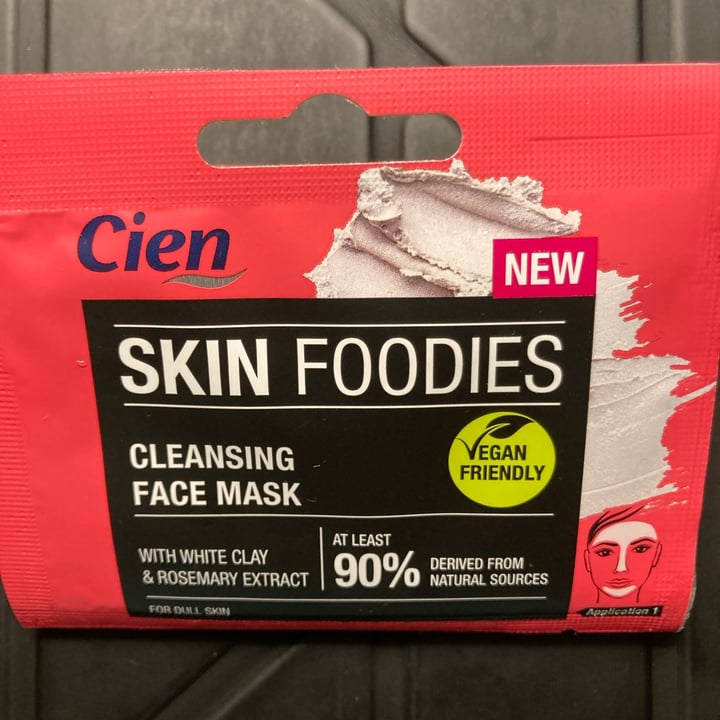 Cien
NEW
SKIN FOODIES
VEGAN
FRIENDLY
CLEANSING
FACE MASK
WITH WHITE CLAY
& ROSEMARY EXTRACT
AT LEAST
90%
DERIVED FROM
NATURAL SOURCES
FOR DULL SKIN
Application 1